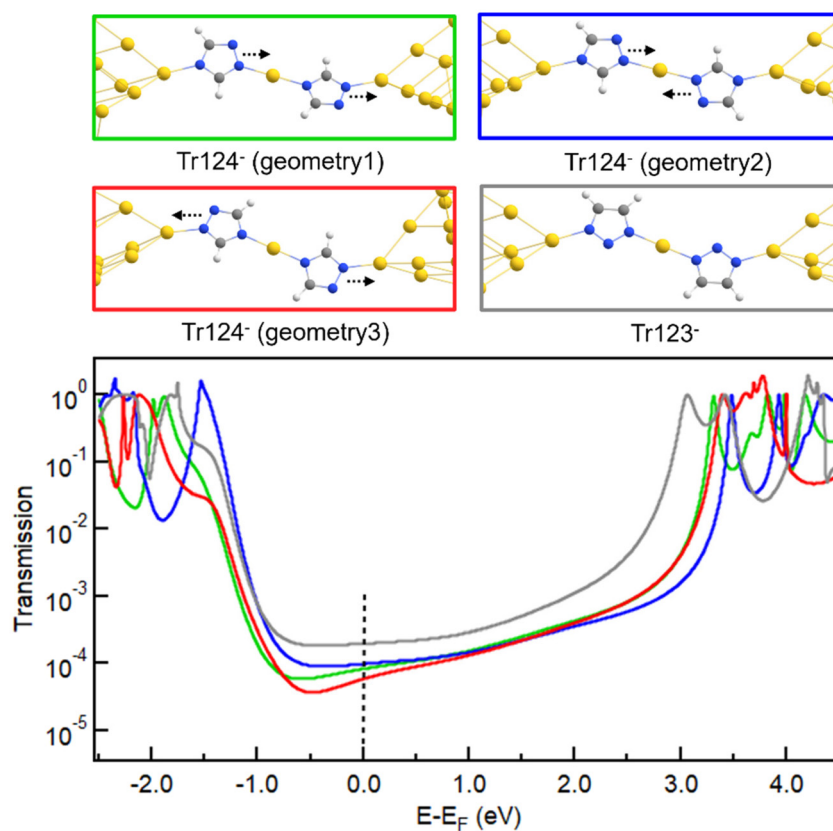 Tr124⁻ (geometry1)
Tr124⁻ (geometry2)
Tr124⁻ (geometry3)
Tr123⁻
Transmission
10⁰
10⁻¹
10⁻²
10⁻³
10⁻⁴
10⁻⁵
-2.0 -1.0 0.0 1.0 2.0 3.0 4.0
E-E_F (eV)